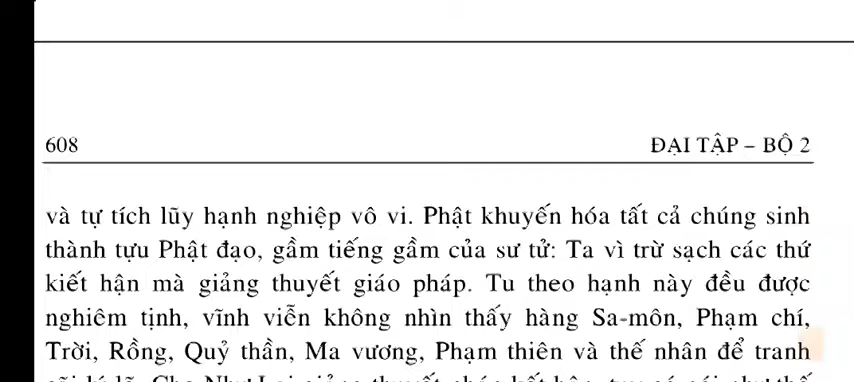 608
ĐẠI TẬP – BỘ 2
và tự tích lũy hạnh nghiệp vô vi. Phật khuyến hóa tất cả chúng sinh
thành tựu Phật đạo, gầm tiếng gầm của sư tử: Ta vì trừ sạch các thứ
kiết hận mà giảng thuyết giáo pháp. Tu theo hạnh này đều được
nghiêm tịnh, vĩnh viễn không nhìn thấy hàng Sa-môn, Phạm chí,
Trời, Rồng, Quỷ thần, Ma vương, Phạm thiên và thế nhân để tranh